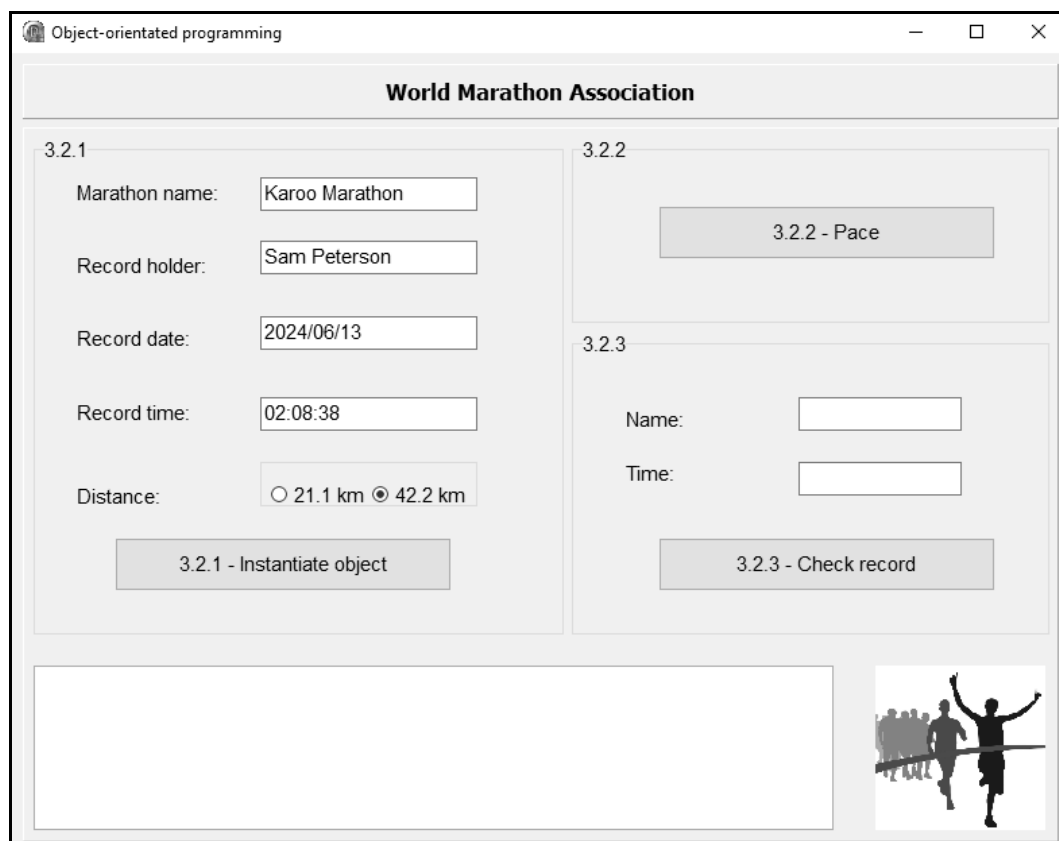 Object-orientated programming
World Marathon Association
3.2.1
Marathon name: Karoo Marathon
Record holder: Sam Peterson
Record date: 2024/06/13
Record time: 02:08:38
Distance: 21.1 km 42.2 km
3.2.1 - Instantiate object
3.2.2
3.2.2 - Pace
3.2.3
Name:
Time:
3.2.3 - Check record